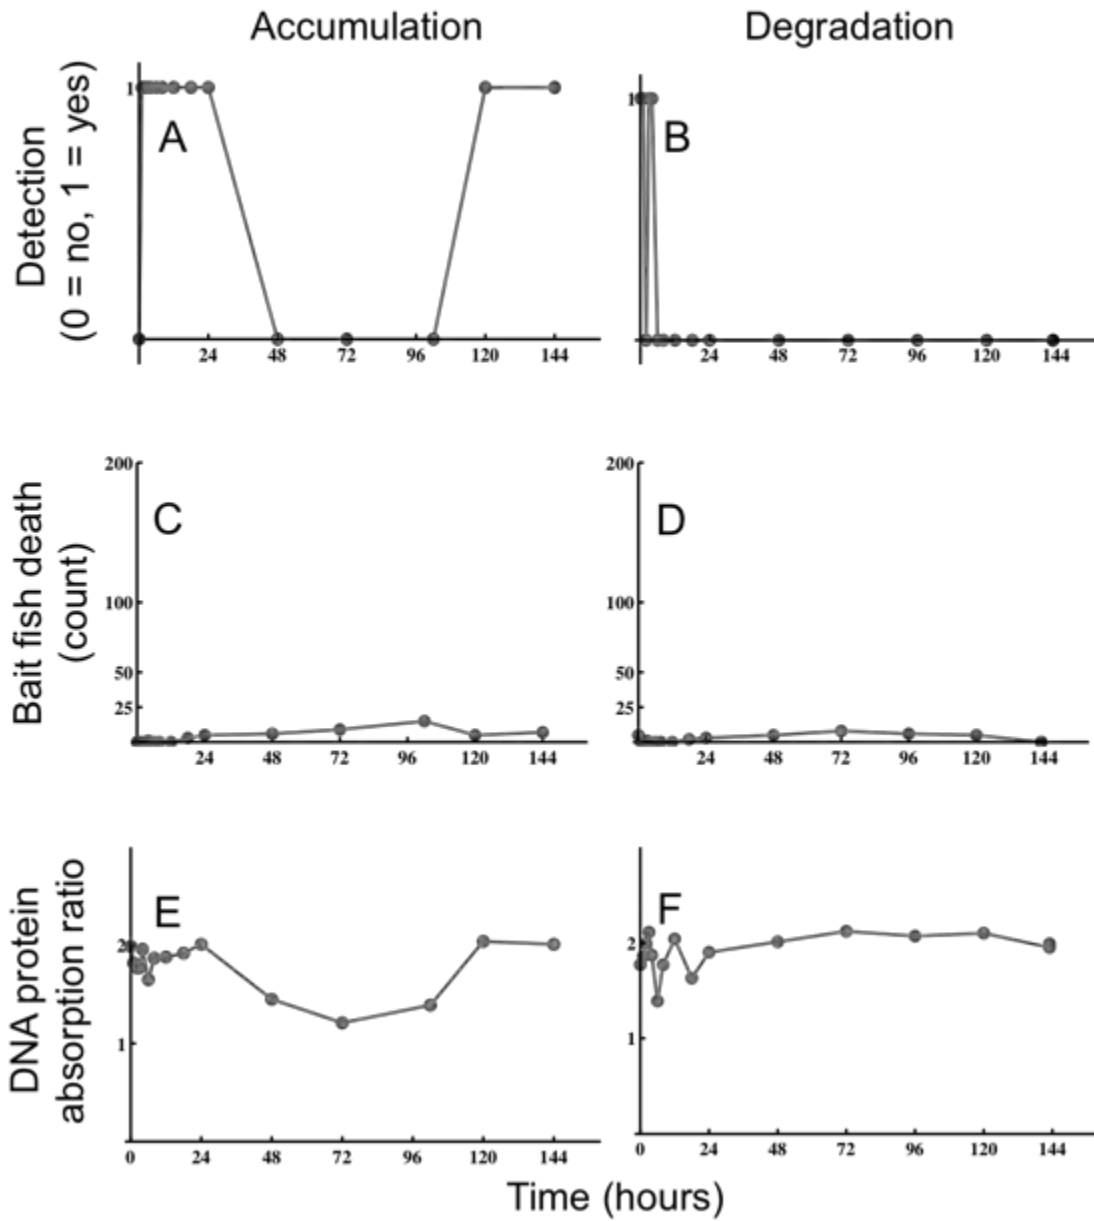 Accumulation
Degradation
Detection
(0 = no, 1 = yes)
1
A
24 48 72 96 120 144
1
B
24 48 72 96 120 144
Bait fish death
(count)
200
C
100
50
25
24 48 72 96 120 144
200
D
100
50
25
24 48 72 96 120 144
DNA protein
absorption ratio
E
2
1
0 24 48 72 96 120 144
F
2
1
0 24 48 72 96 120 144
Time (hours)